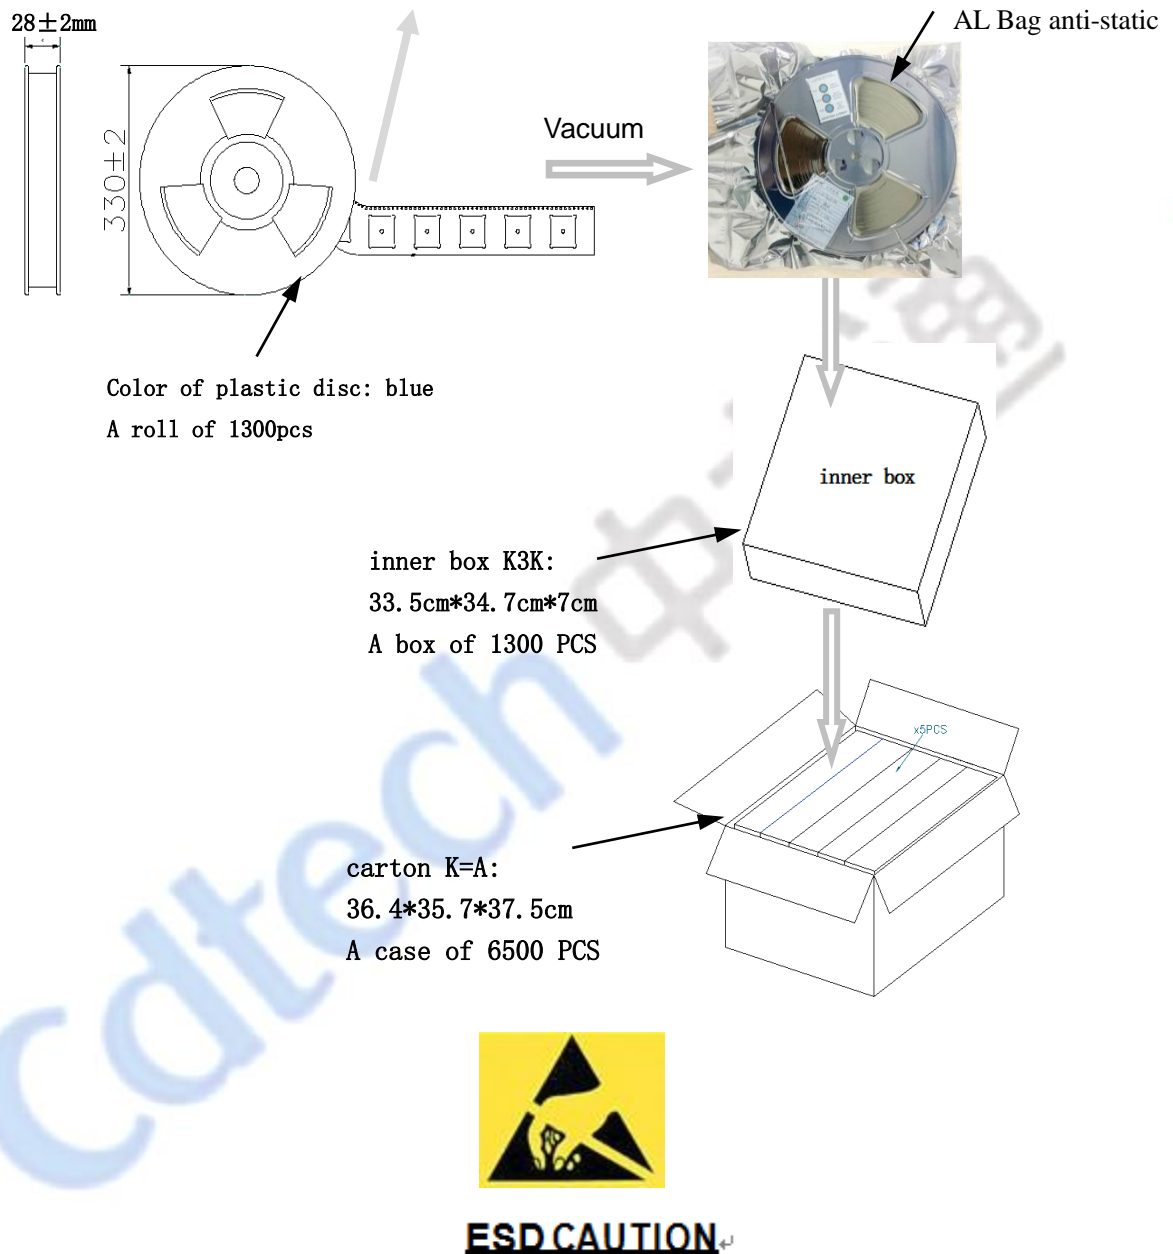 28±2mm
AL Bag anti-static
330±2
Vacuum
Color of plastic disc: blue
A roll of 1300pcs
inner box
inner box K3K:
33.5cm*34.7cm*7cm
A box of 1300 PCS
x5PCS
carton K=A:
36.4*35.7*37.5cm
A case of 6500 PCS
Cdtech
ESD CAUTION